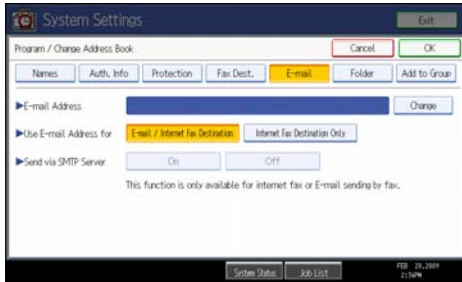 System Settings
Exit
Program / Change Address Book
Cancel
OK
Names
Auth. Info
Protection
Fax Dest.
E-mail
Folder
Add to Group
►E-mail Address
Change
►Use E-mail Address for
E-mail / Internet Fax Destination
Internet Fax Destination Only
►Send via SMTP Server
On
Off
This function is only available for internet fax or E-mail sending by fax.
System Status
Job List
FEB 20,2009
2:56PM